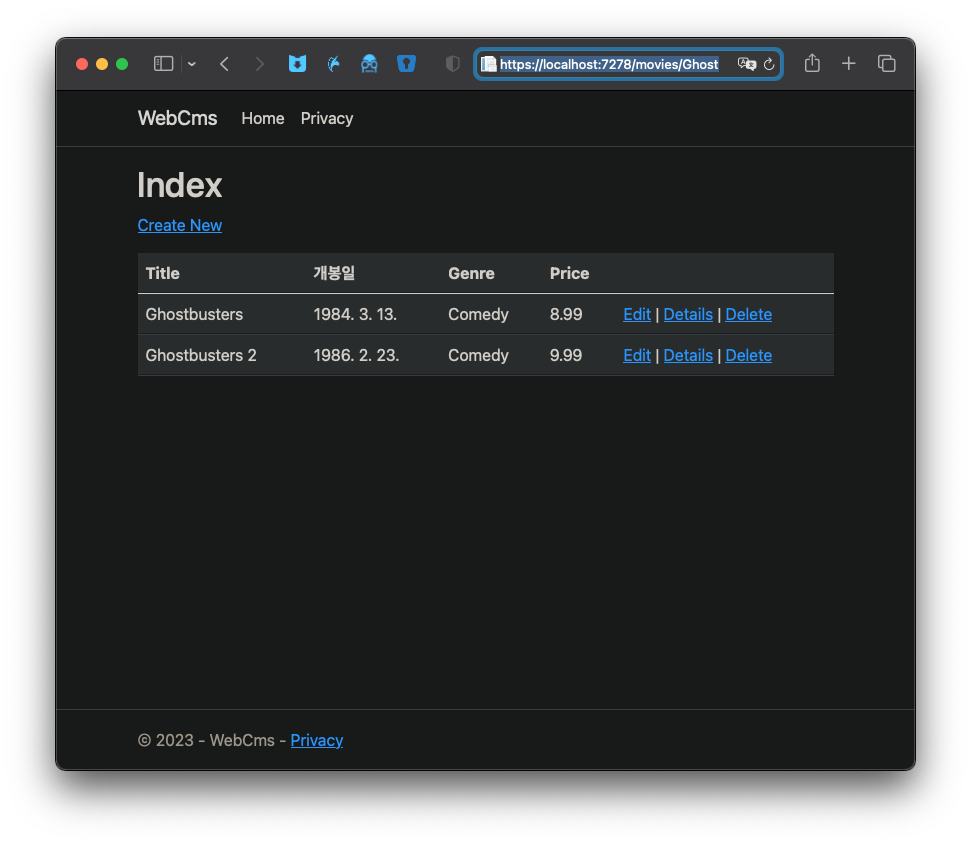 https://localhost:7278/movies/Ghost
WebCms Home Privacy
Index
Create New
Title 개봉일 Genre Price
Ghostbusters 1984. 3. 13. Comedy 8.99 Edit | Details | Delete
Ghostbusters 2 1986. 2. 23. Comedy 9.99 Edit | Details | Delete
© 2023 - WebCms - Privacy